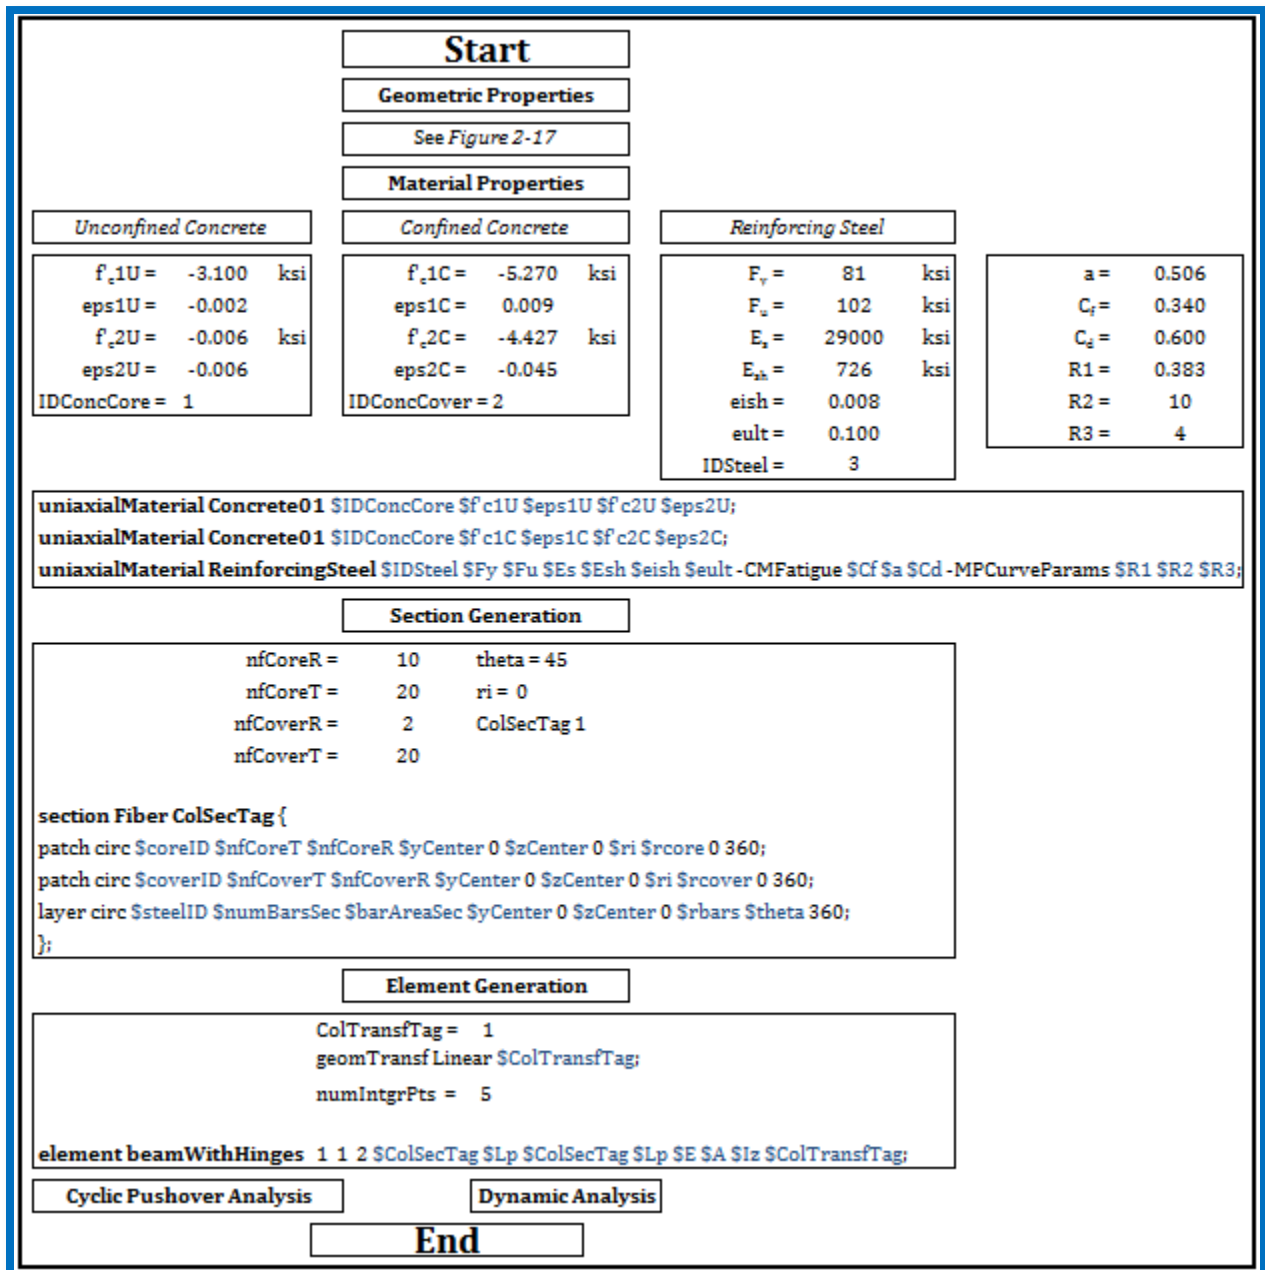 Start
Geometric Properties
See Figure 2-17
Material Properties
Unconfined Concrete
f'c1U = -3.100 ksi
eps1U = -0.002
f'c2U = -0.006 ksi
eps2U = -0.006
IDConcCore = 1
Confined Concrete
f'c1C = -5.270 ksi
eps1C = 0.009
f'c2C = -4.427 ksi
eps2C = -0.045
IDConcCover = 2
Reinforcing Steel
Fy = 81 ksi
Fu = 102 ksi
Es = 29000 ksi
Esh = 726 ksi
eish = 0.008
eult = 0.100
IDSteel = 3
a = 0.506
Cf = 0.340
Cd = 0.600
R1 = 0.383
R2 = 10
R3 = 4
uniaxialMaterial Concrete01 $IDConcCore $f'c1U $eps1U $f'c2U $eps2U;
uniaxialMaterial Concrete01 $IDConcCore $f'c1C $eps1C $f'c2C $eps2C;
uniaxialMaterial ReinforcingSteel $IDSteel $Fy $Fu $Es $Esh $eish $eult -CMFatigue $Cf $a $Cd -MPCurveParams $R1 $R2 $R3;
Section Generation
nfCoreR = 10 theta = 45
nfCoreT = 20 ri = 0
nfCoverR = 2 ColSecTag 1
nfCoverT = 20
section Fiber ColSecTag {
patch circ $coreID $nfCoreT $nfCoreR $yCenter 0 $zCenter 0 $ri $rcore 0 360;
patch circ $coverID $nfCoverT $nfCoverR $yCenter 0 $zCenter 0 $ri $rcover 0 360;
layer circ $steelID $numBarsSec $barAreaSec $yCenter 0 $zCenter 0 $rbars $theta 360;
};
Element Generation
ColTransfTag = 1
geomTransf Linear $ColTransfTag;
numIntgrPts = 5
element beamWithHinges 1 1 2 $ColSecTag $Lp $ColSecTag $Lp $E $A $Iz $ColTransfTag;
Cyclic Pushover Analysis
Dynamic Analysis
End